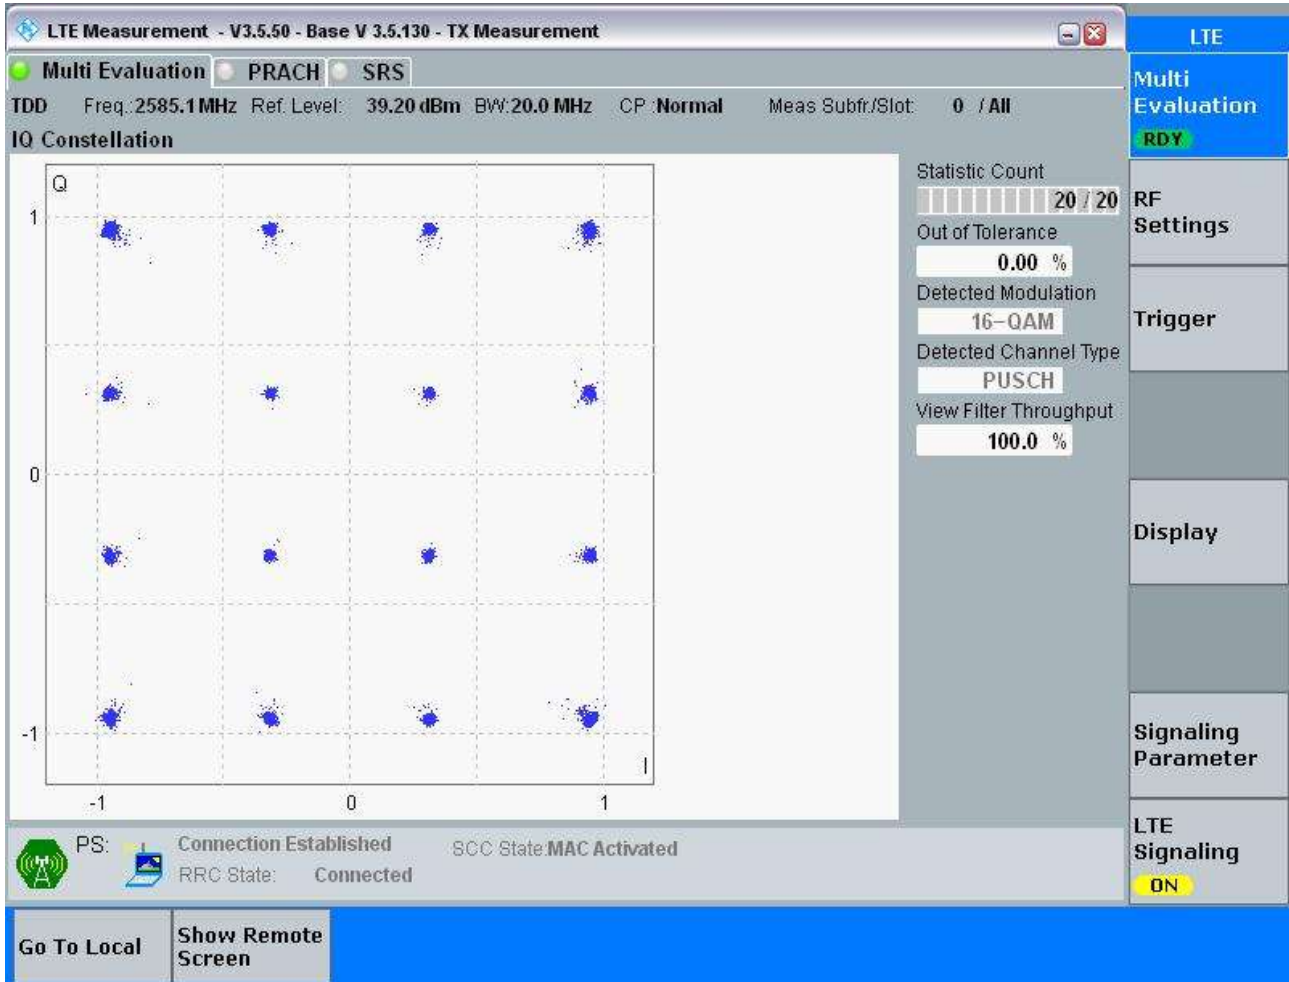 LTE Measurement - V3.5.50 - Base V 3.5.130 - TX Measurement
Multi Evaluation PRACH SRS
TDD Freq.:2585.1 MHz Ref. Level: 39.20 dBm BW:20.0 MHz CP :Normal Meas Subfr./Slot: 0 / All
IQ Constellation
Q
1
0
-1
I
-1 0 1
Statistic Count
20 / 20
Out of Tolerance
0.00 %
Detected Modulation
16-QAM
Detected Channel Type
PUSCH
View Filter Throughput
100.0 %
PS: Connection Established SCC State:MAC Activated
RRC State: Connected
LTE
Multi
Evaluation
RDY
RF
Settings
Trigger
Display
Signaling
Parameter
LTE
Signaling
ON
Go To Local
Show Remote
Screen